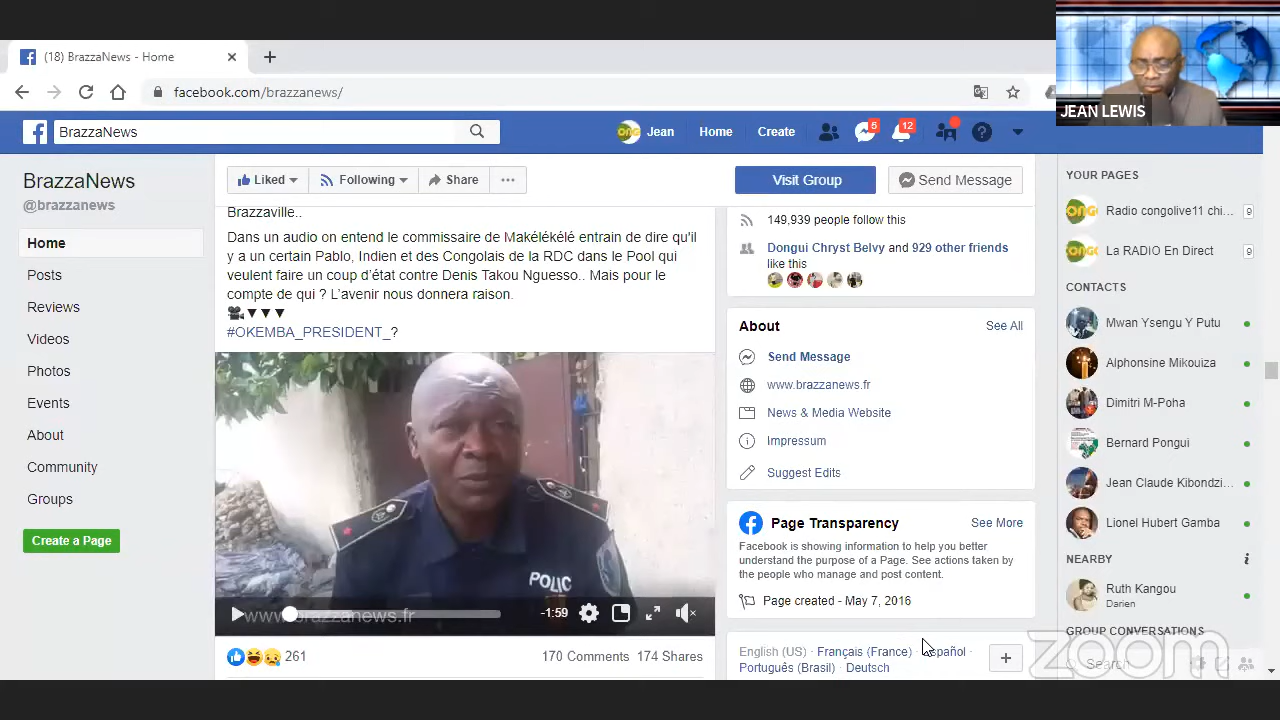 (18) BrazzaNews - Home
facebook.com/brazzanews/
JEAN LEWIS
BrazzaNews
Jean
Home
Create
5
12
BrazzaNews
@brazzanews
Home
Posts
Reviews
Videos
Photos
Events
About
Community
Groups
Create a Page
Liked
Following
Share
Visit Group
Send Message
Brazzaville..
Dans un audio on entend le commissaire de Makélékélé entrain de dire qu'il
y a un certain Pablo, Intron et des Congolais de la RDC dans le Pool qui
veulent faire un coup d'état contre Denis Takou Nguesso.. Mais pour le
compte de qui ? L'avenir nous donnera raison.
#OKEMBA_PRESIDENT_?
POLIC
www.brazzanews.fr
-1:59
261
170 Comments
174 Shares
149,939 people follow this
Dongui Chryst Belvy and 929 other friends
like this
About
See All
Send Message
www.brazzanews.fr
News & Media Website
Impressum
Suggest Edits
Page Transparency
See More
Facebook is showing information to help you better
understand the purpose of a Page. See actions taken by
the people who manage and post content.
Page created - May 7, 2016
English (US) · Français (France) · Español ·
Português (Brasil) · Deutsch
YOUR PAGES
Radio congolive11 chi...
9
La RADiO En Direct
9
CONTACTS
Mwan Ysengu Y Putu
Alphonsine Mikouiza
Dimitri M-Poha
Bernard Pongui
Jean Claude Kibondzi...
Lionel Hubert Gamba
NEARBY
Ruth Kangou
Darien
GROUP CONVERSATIONS
Search
zoom